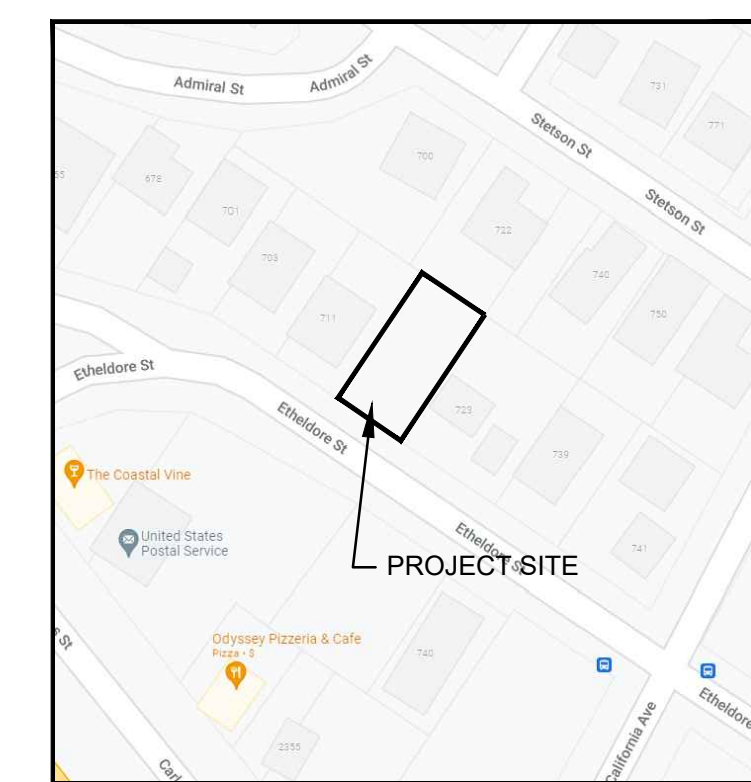 Admiral St
Admiral St
731
771
Stetson St
700
678
Stetson St
701
722
703
740
750
711
Etheldore St
723
Etheldore St
739
The Coastal Vine
United States
Postal Service
Etheldore St
741
PROJECT SITE
Odyssey Pizzeria & Cafe
Pizza • $
740
Etheldore
California Ave
2355